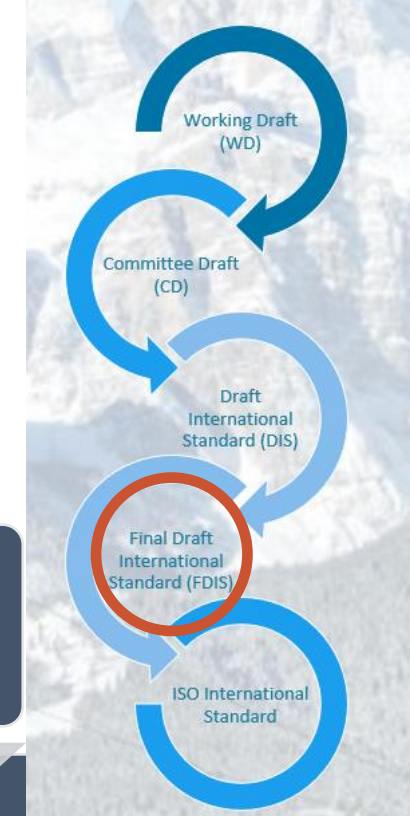 Working Draft
(WD)
Committee Draft
(CD)
Draft
International
Standard (DIS)
Final Draft
International
Standard (FDIS)
ISO International
Standard